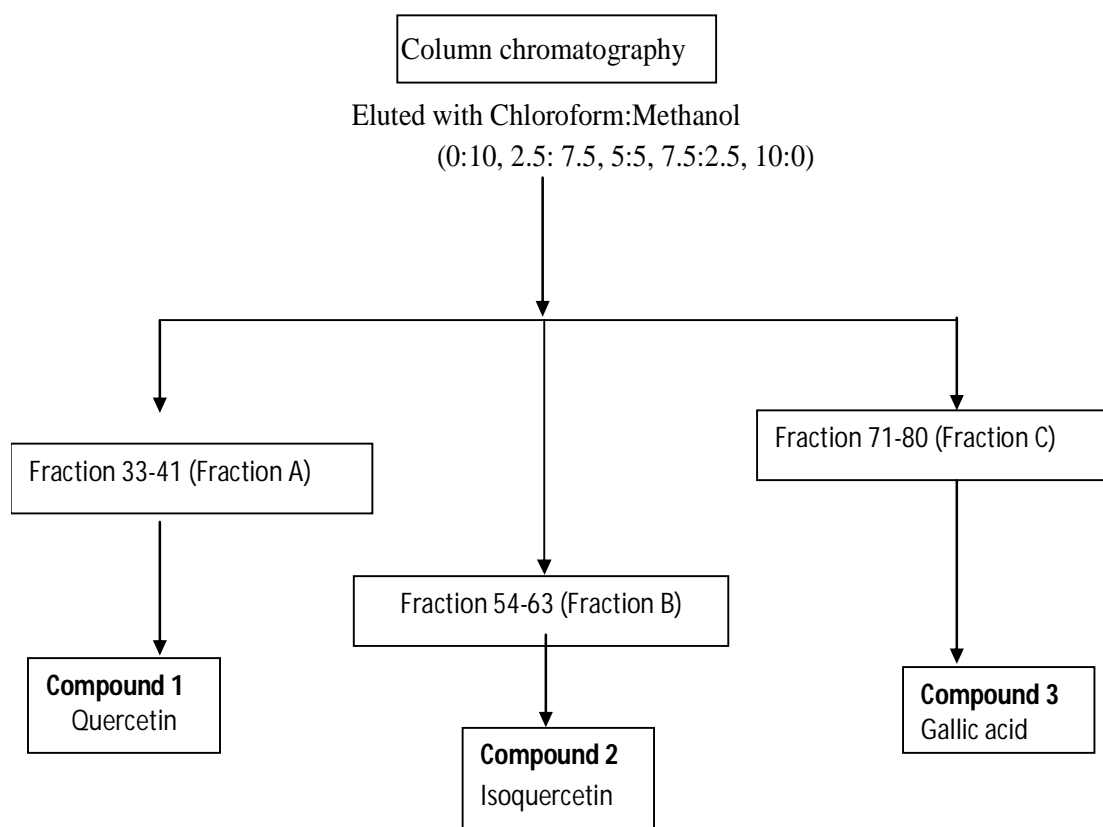 Column chromatography
Eluted with Chloroform:Methanol
(0:10, 2.5: 7.5, 5:5, 7.5:2.5, 10:0)
Fraction 33-41 (Fraction A)
Fraction 71-80 (Fraction C)
Fraction 54-63 (Fraction B)
Compound 1
Quercetin
Compound 2
Isoquercetin
Compound 3
Gallic acid